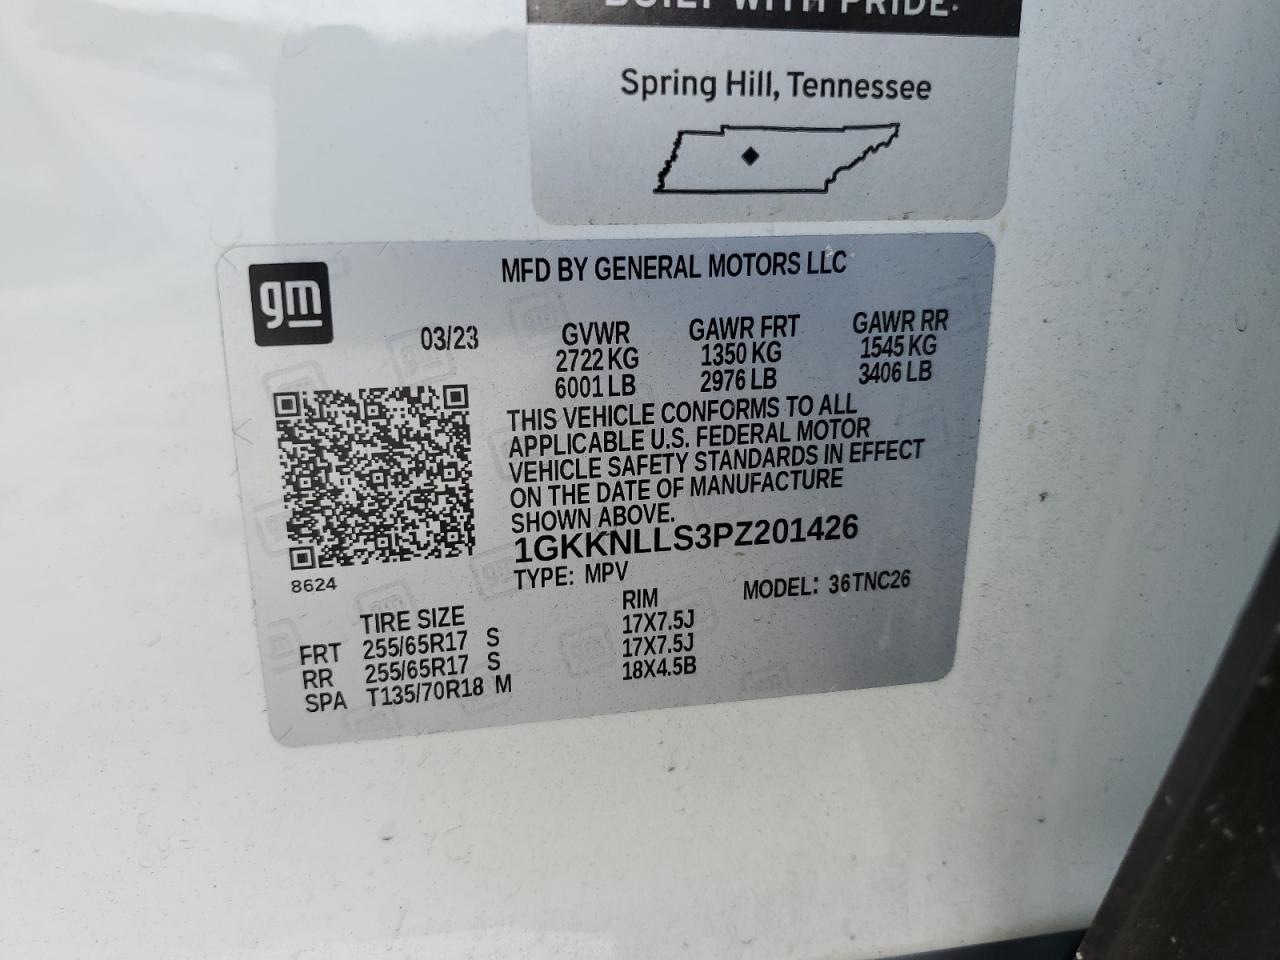 BUILT WITH PRIDE.
Spring Hill, Tennessee
gm
MFD BY GENERAL MOTORS LLC
03/23
GVWR GAWR FRT GAWR RR
2722 KG 1350 KG 1545 KG
6001 LB 2976 LB 3406 LB
THIS VEHICLE CONFORMS TO ALL
APPLICABLE U.S. FEDERAL MOTOR
VEHICLE SAFETY STANDARDS IN EFFECT
ON THE DATE OF MANUFACTURE
SHOWN ABOVE.
1GKKNLLS3PZ201426
8624
TYPE: MPV MODEL: 36TNC26
TIRE SIZE RIM
FRT 255/65R17 S 17X7.5J
RR 255/65R17 S 17X7.5J
SPA T135/70R18 M 18X4.5B